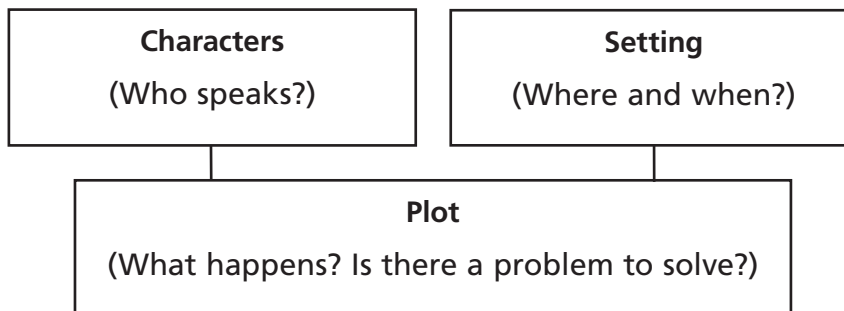 Characters
(Who speaks?)
Setting
(Where and when?)
Plot
(What happens? Is there a problem to solve?)